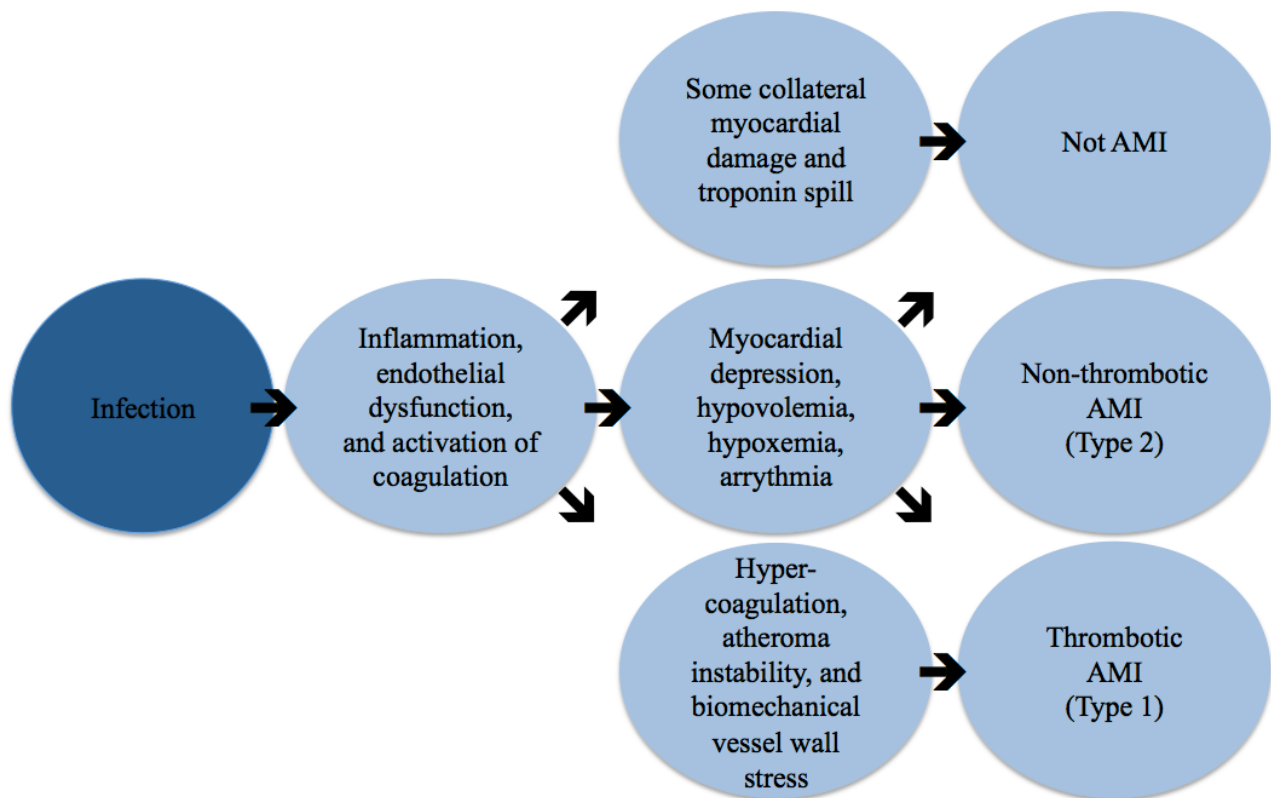 Some collateral
myocardial
damage and
troponin spill
Not AMI
Infection
Inflammation,
endothelial
dysfunction,
and activation of
coagulation
Myocardial
depression,
hypovolemia,
hypoxemia,
arrythmia
Non-thrombotic
AMI
(Type 2)
Hyper-
coagulation,
atheroma
instability, and
biomechanical
vessel wall
stress
Thrombotic
AMI
(Type 1)